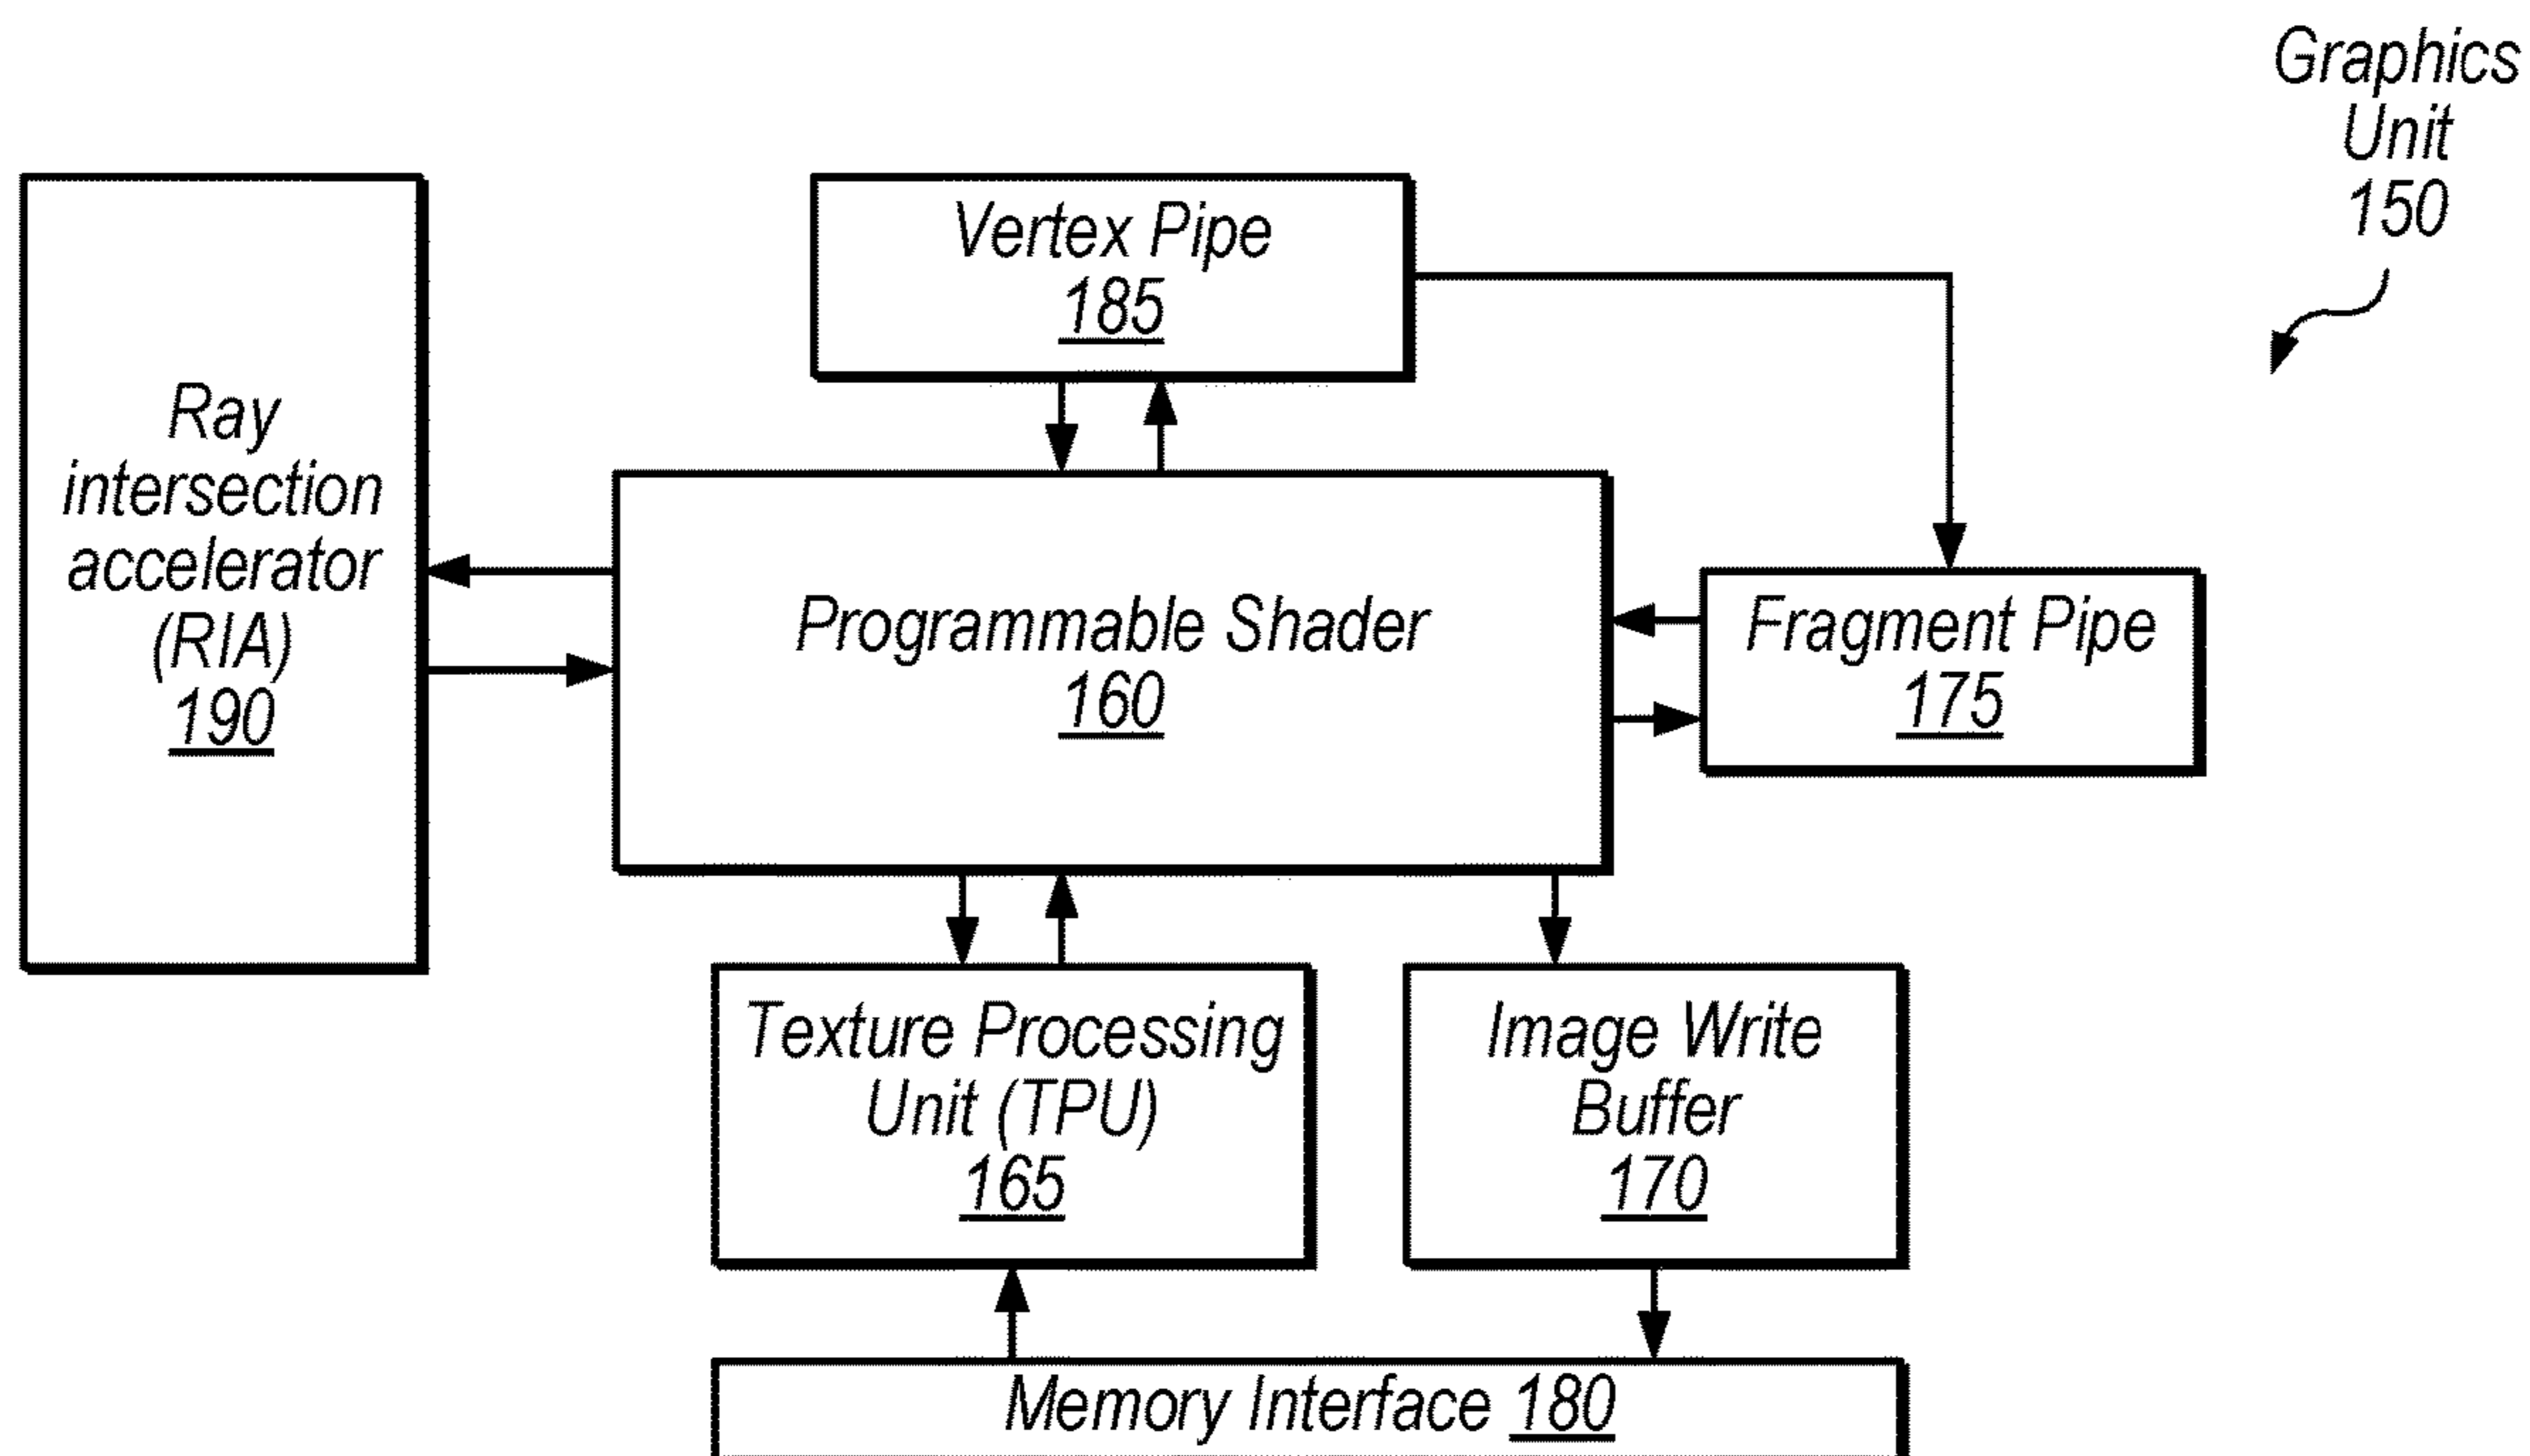 Graphics
Unit
150
Vertex Pipe
185
Ray
intersection
accelerator
(RIA)
190
Programmable Shader
160
Fragment Pipe
175
Texture Processing
Unit (TPU)
165
Image Write
Buffer
170
Memory Interface 180